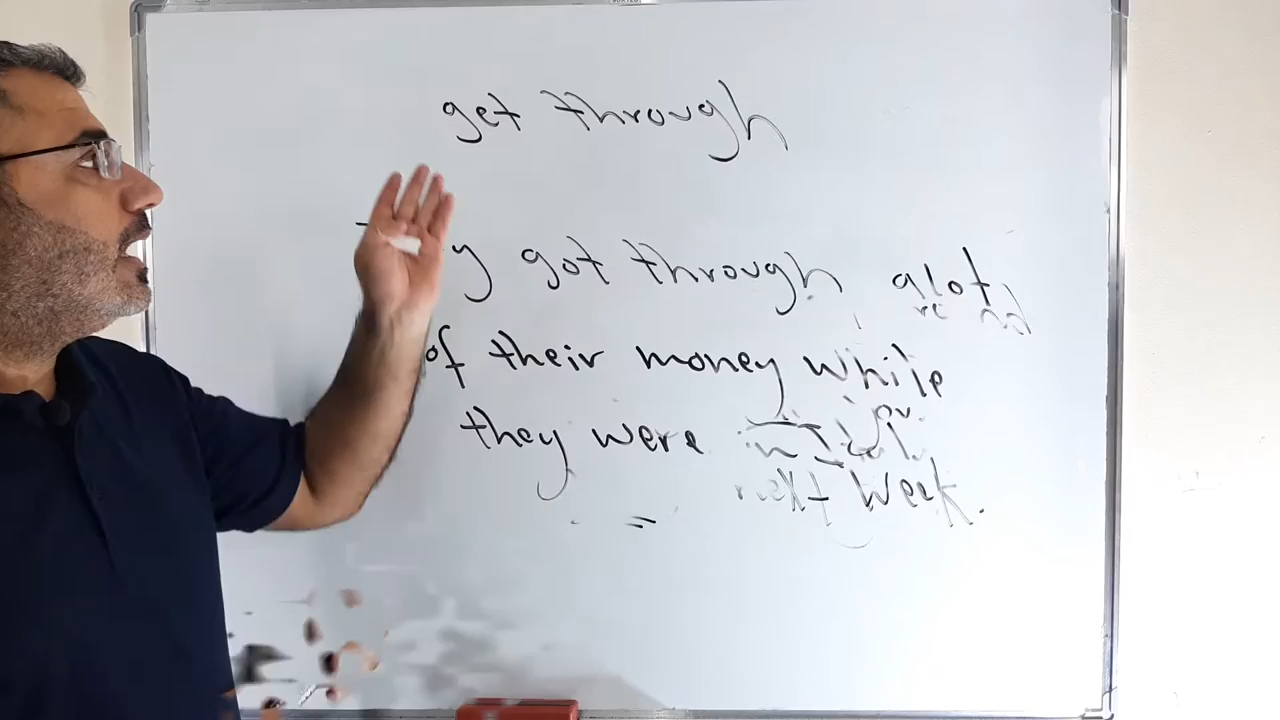 get through
got through alot
of their money while
they were
next week.